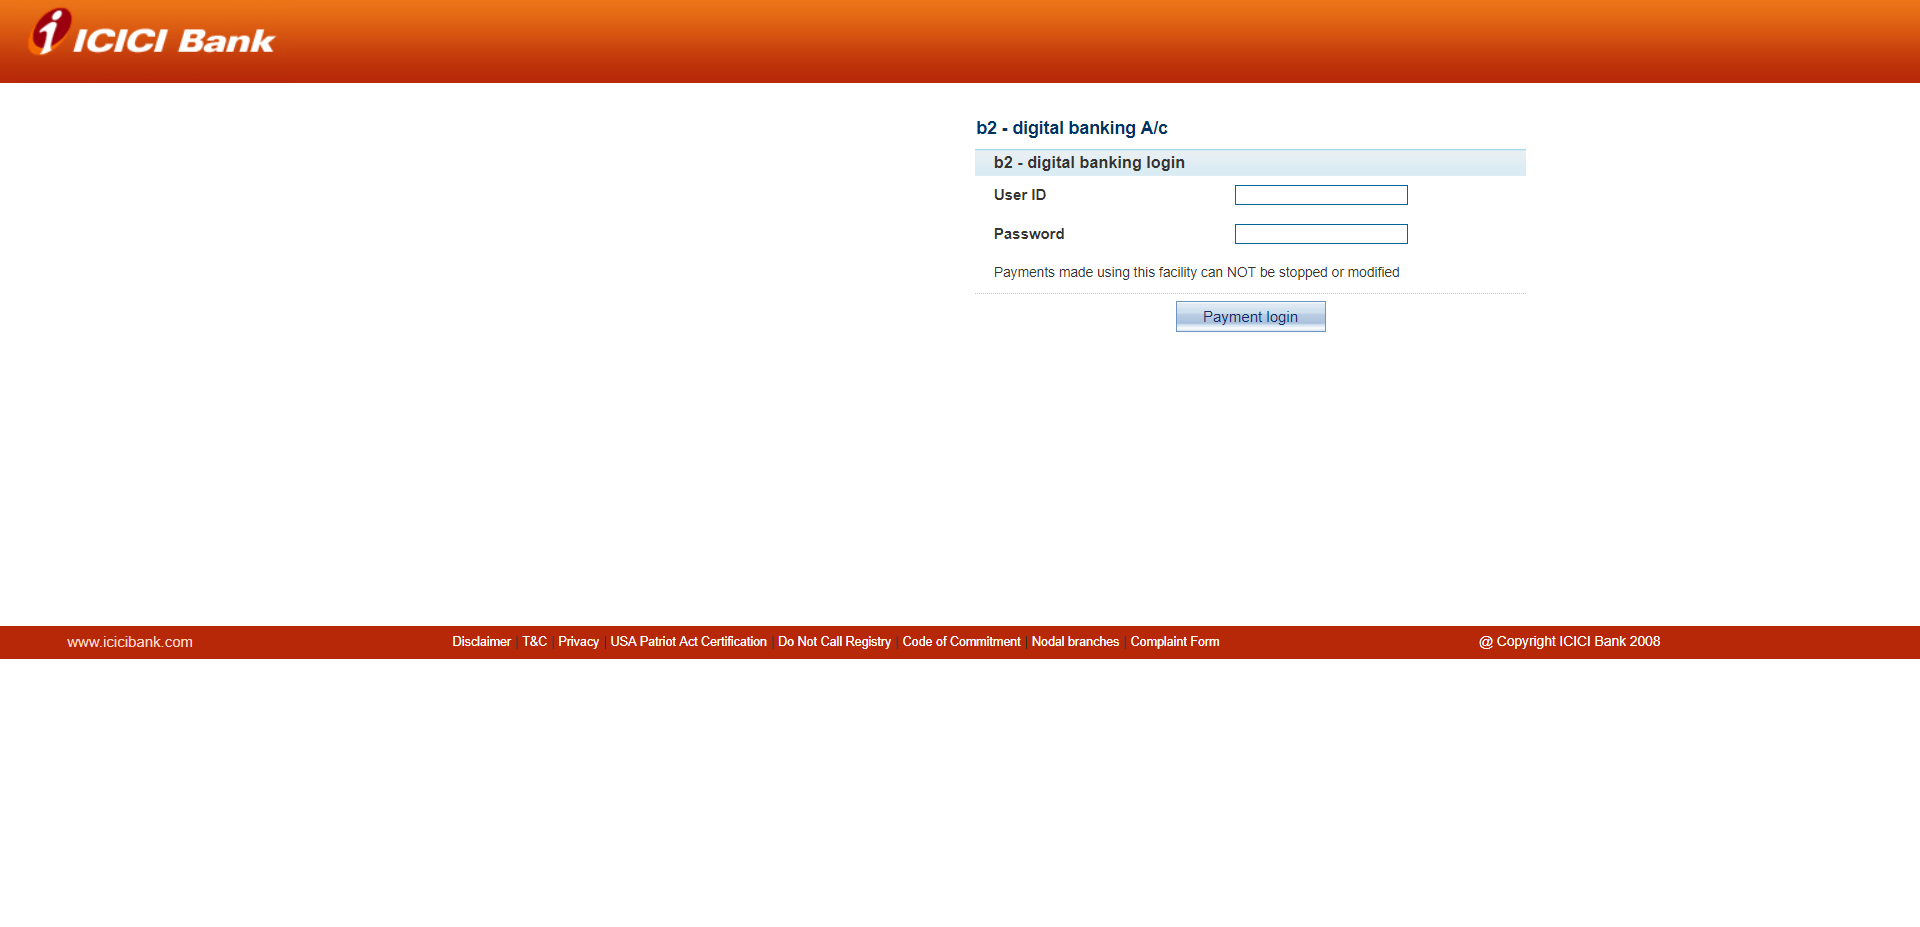 ICICI Bank
b2 - digital banking A/c
b2 - digital banking login
User ID
Password
Payments made using this facility can NOT be stopped or modified
Payment login
www.icicibank.com Disclaimer | T&C | Privacy | USA Patriot Act Certification | Do Not Call Registry | Code of Commitment | Nodal branches | Complaint Form @ Copyright ICICI Bank 2008